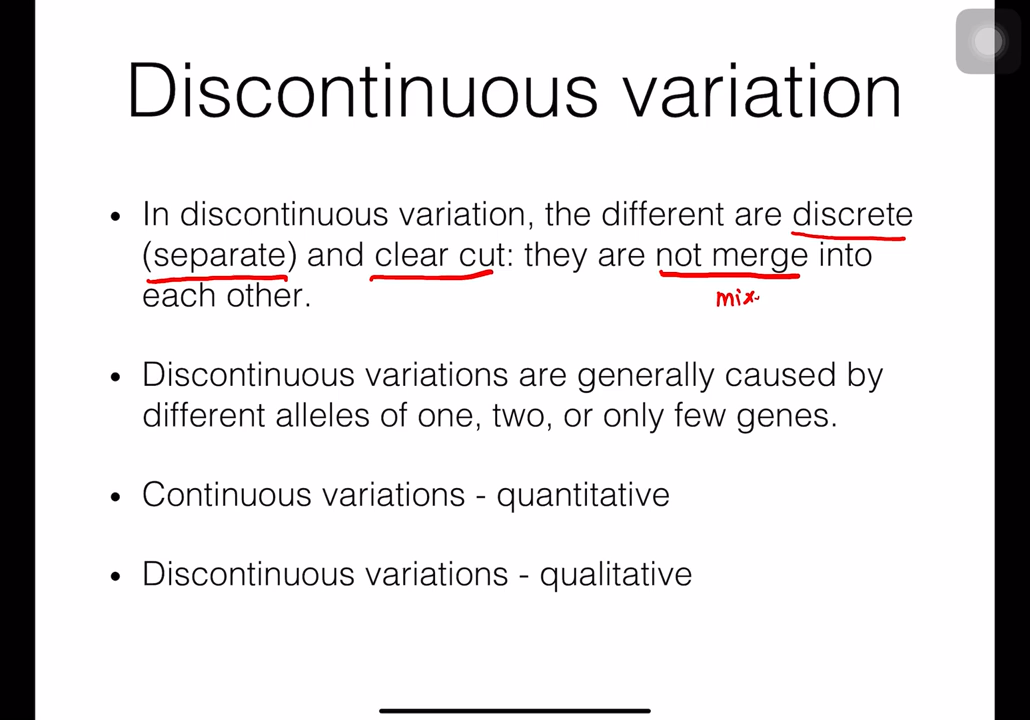 Discontinuous variation
• In discontinuous variation, the different are discrete
(separate) and clear cut: they are not merge into
each other.
mix
• Discontinuous variations are generally caused by
different alleles of one, two, or only few genes.
• Continuous variations - quantitative
• Discontinuous variations - qualitative